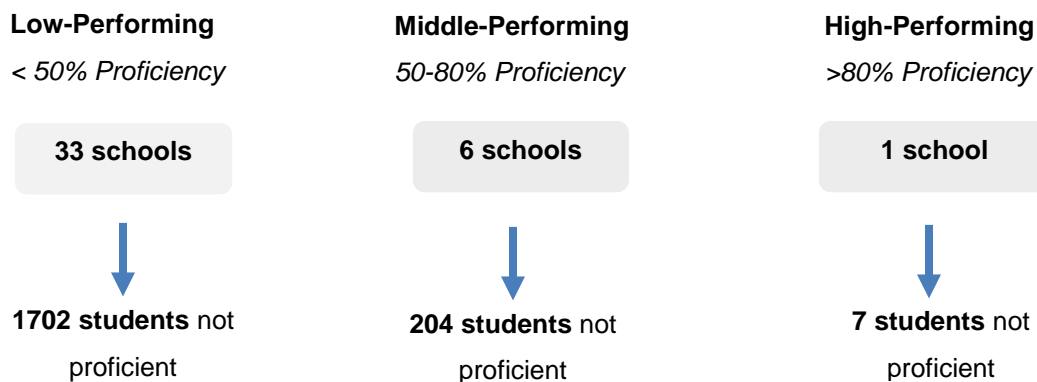 Low-Performing
< 50% Proficiency
33 schools
1702 students not
proficient
Middle-Performing
50-80% Proficiency
6 schools
204 students not
proficient
High-Performing
>80% Proficiency
1 school
7 students not
proficient